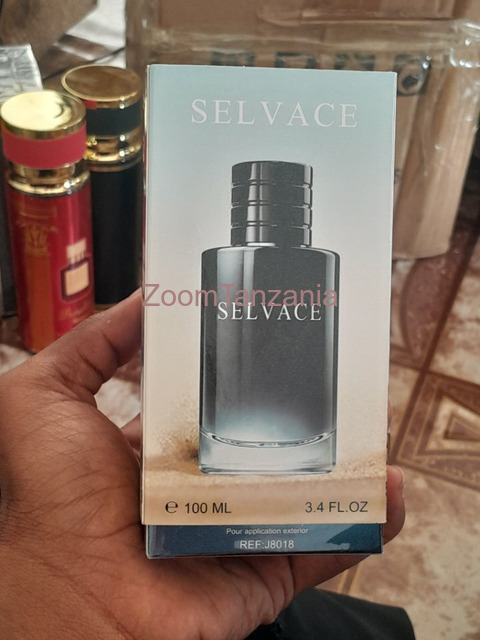 SELVACE
ZoomTanzania
SELVACE
℮ 100 ML 3.4 FL.OZ
Pour application exterior
REF:J8018